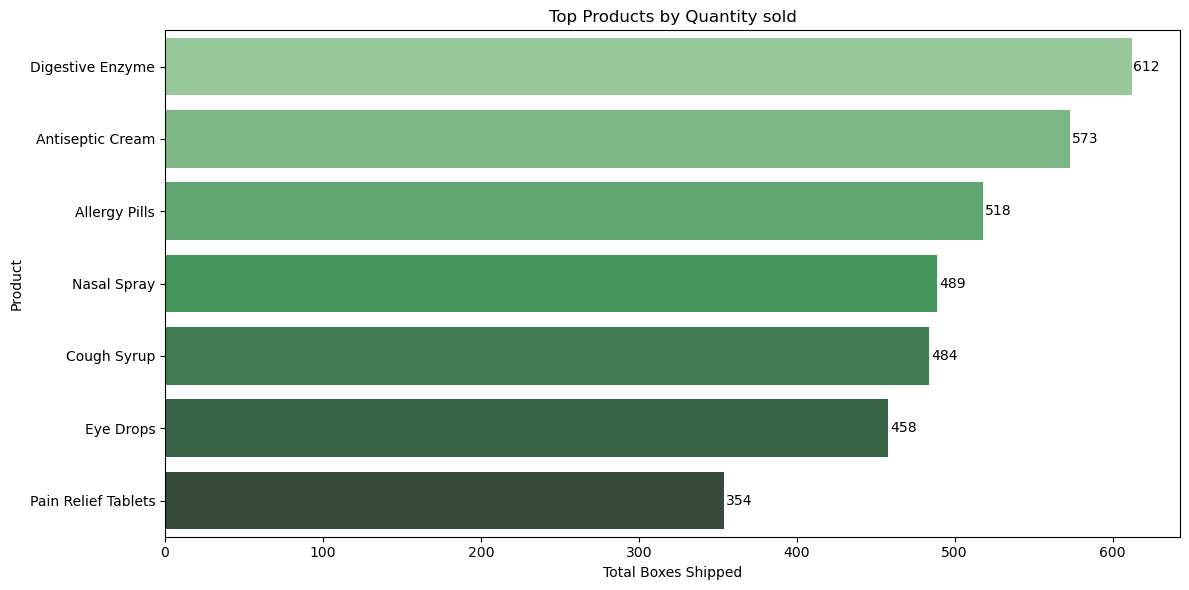 Top Products by Quantity sold
Product
Digestive Enzyme 612
Antiseptic Cream 573
Allergy Pills 518
Nasal Spray 489
Cough Syrup 484
Eye Drops 458
Pain Relief Tablets 354
0 100 200 300 400 500 600
Total Boxes Shipped